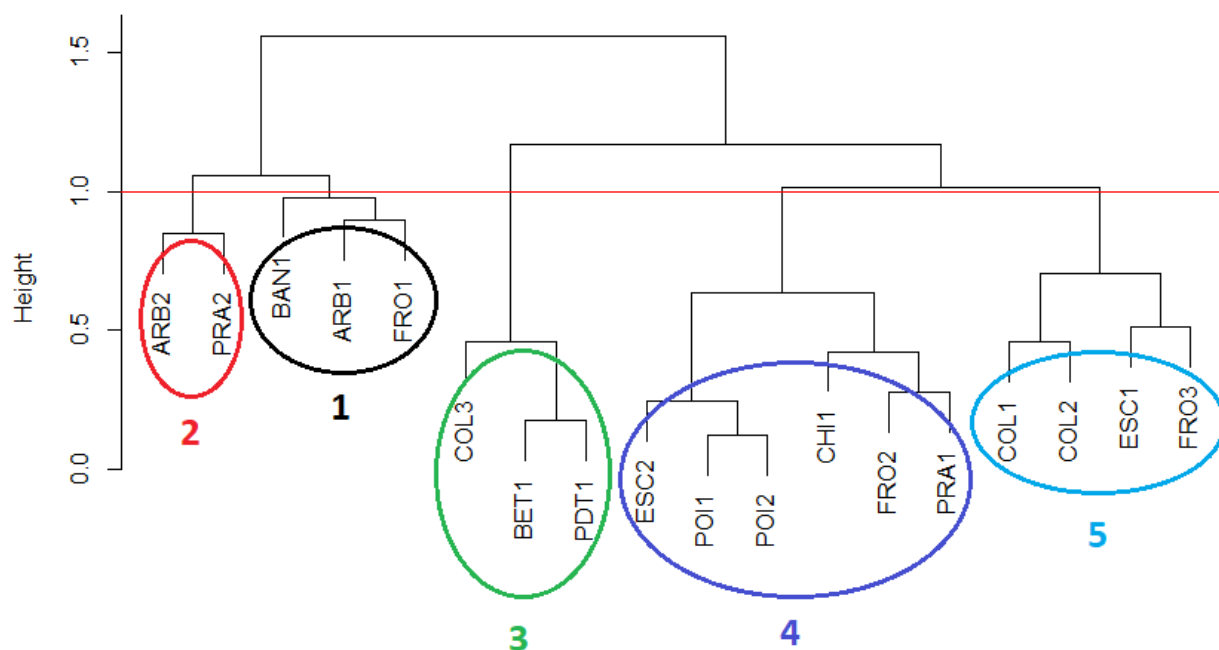 Height
1.5
1.0
0.5
0.0
ARB2
PRA2
BAN1
ARB1
FRO1
COL3
BET1
PDT1
ESC2
POI1
POI2
CHI1
FRO2
PRA1
COL1
COL2
ESC1
FRO3
2
1
3
4
5